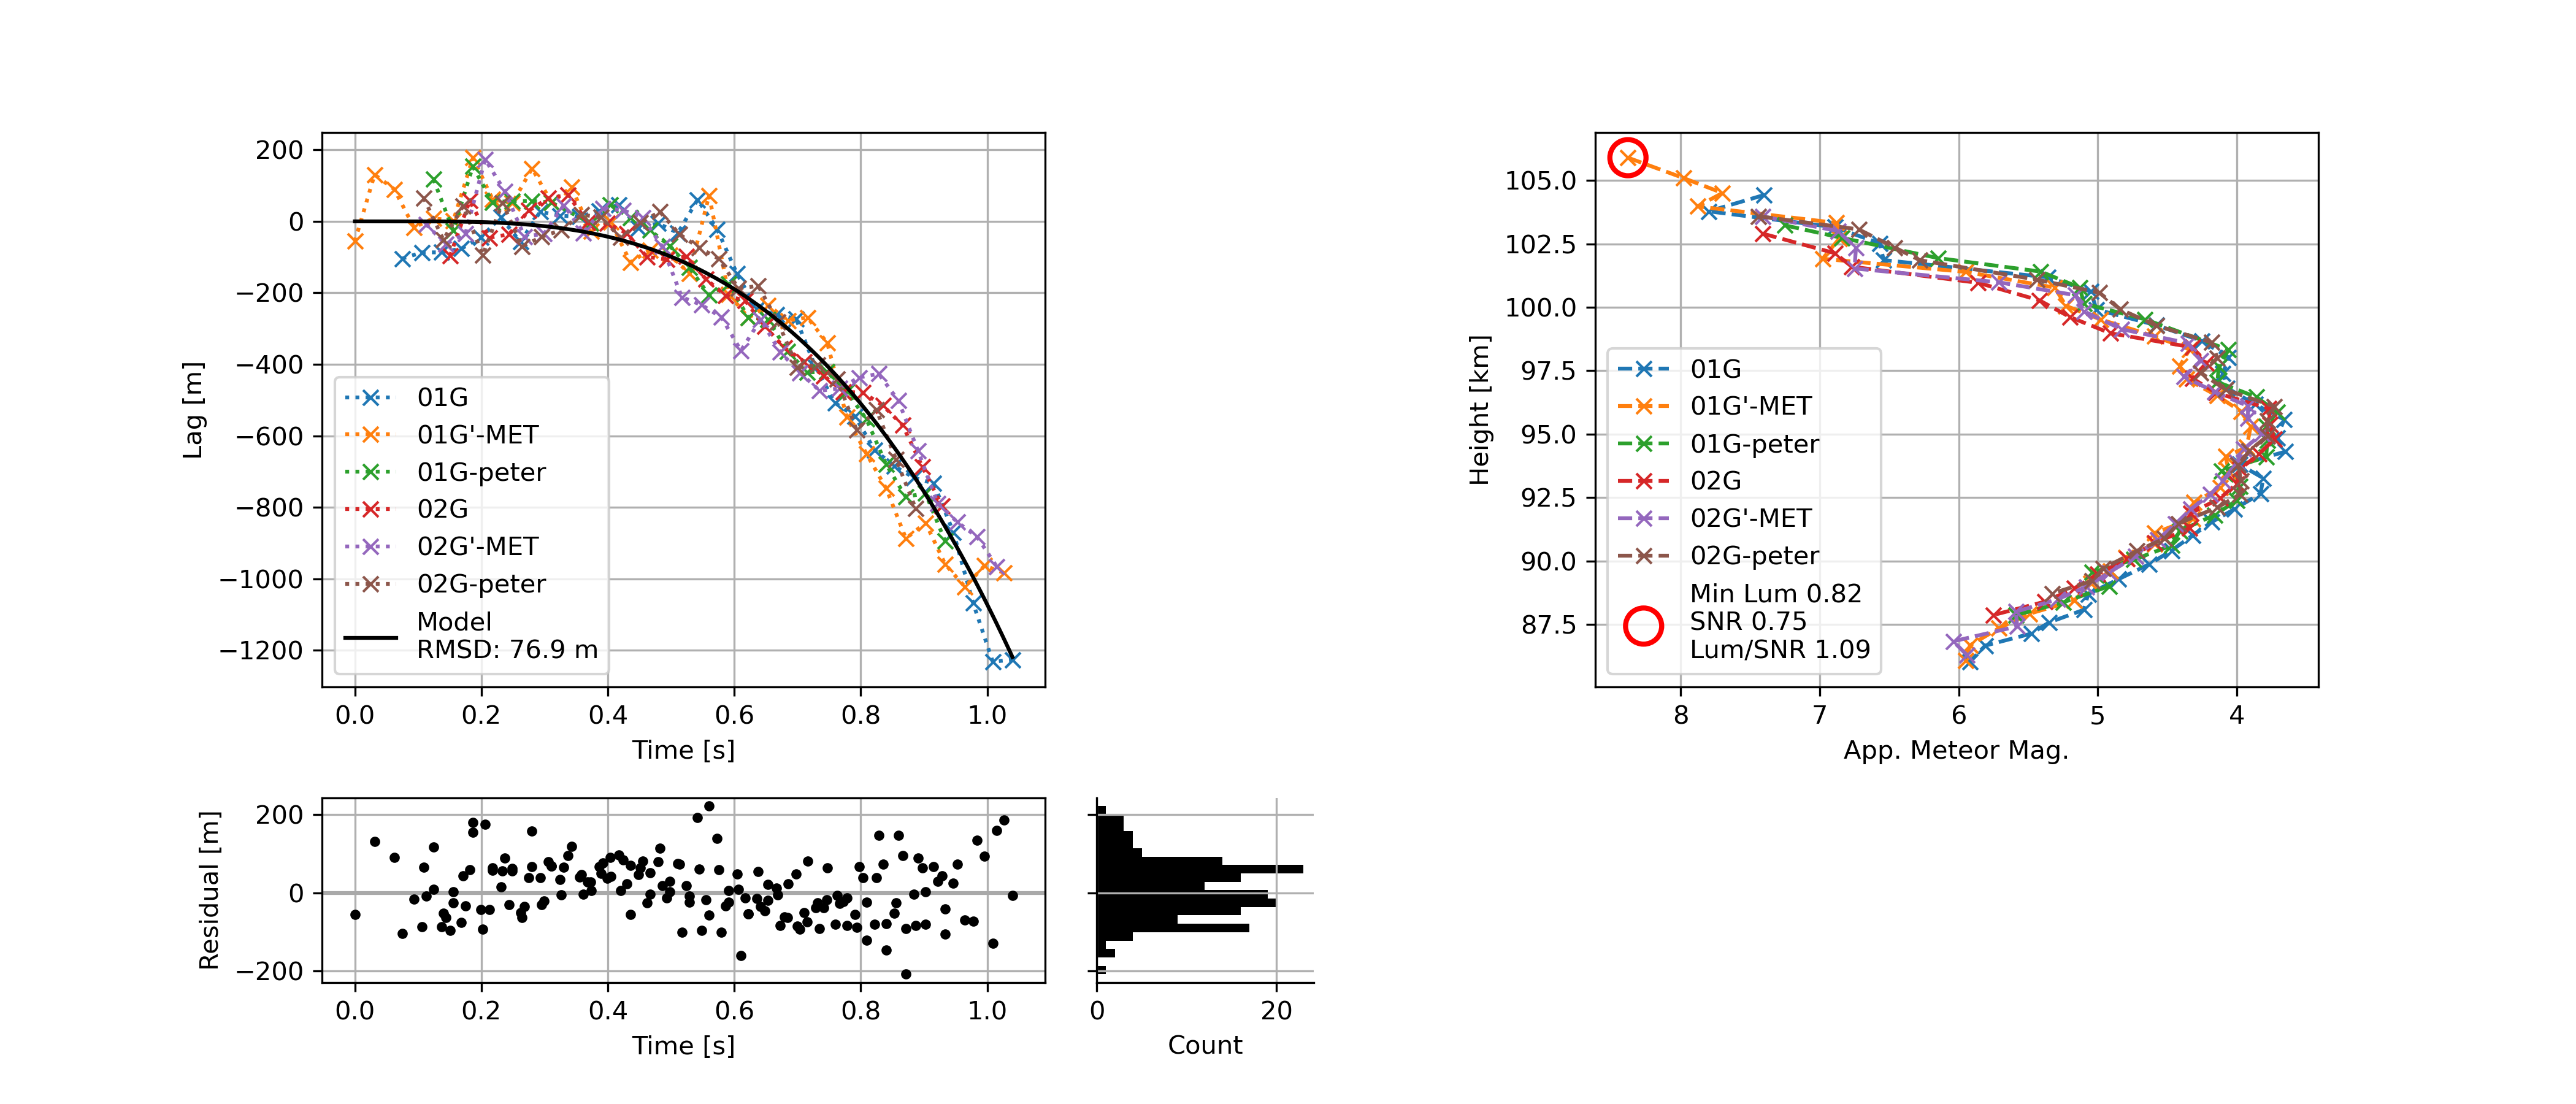 200
0
−200
−400
−600
−800
−1000
−1200
Lag [m]
01G
01G'-MET
01G-peter
02G
02G'-MET
02G-peter
Model
RMSD: 76.9 m
0.0 0.2 0.4 0.6 0.8 1.0
Time [s]
105.0
102.5
100.0
97.5
95.0
92.5
90.0
87.5
Height [km]
01G
01G'-MET
01G-peter
02G
02G'-MET
02G-peter
Min Lum 0.82
SNR 0.75
Lum/SNR 1.09
8 7 6 5 4
App. Meteor Mag.
200
0
−200
Residual [m]
0.0 0.2 0.4 0.6 0.8 1.0
Time [s]
0 20
Count